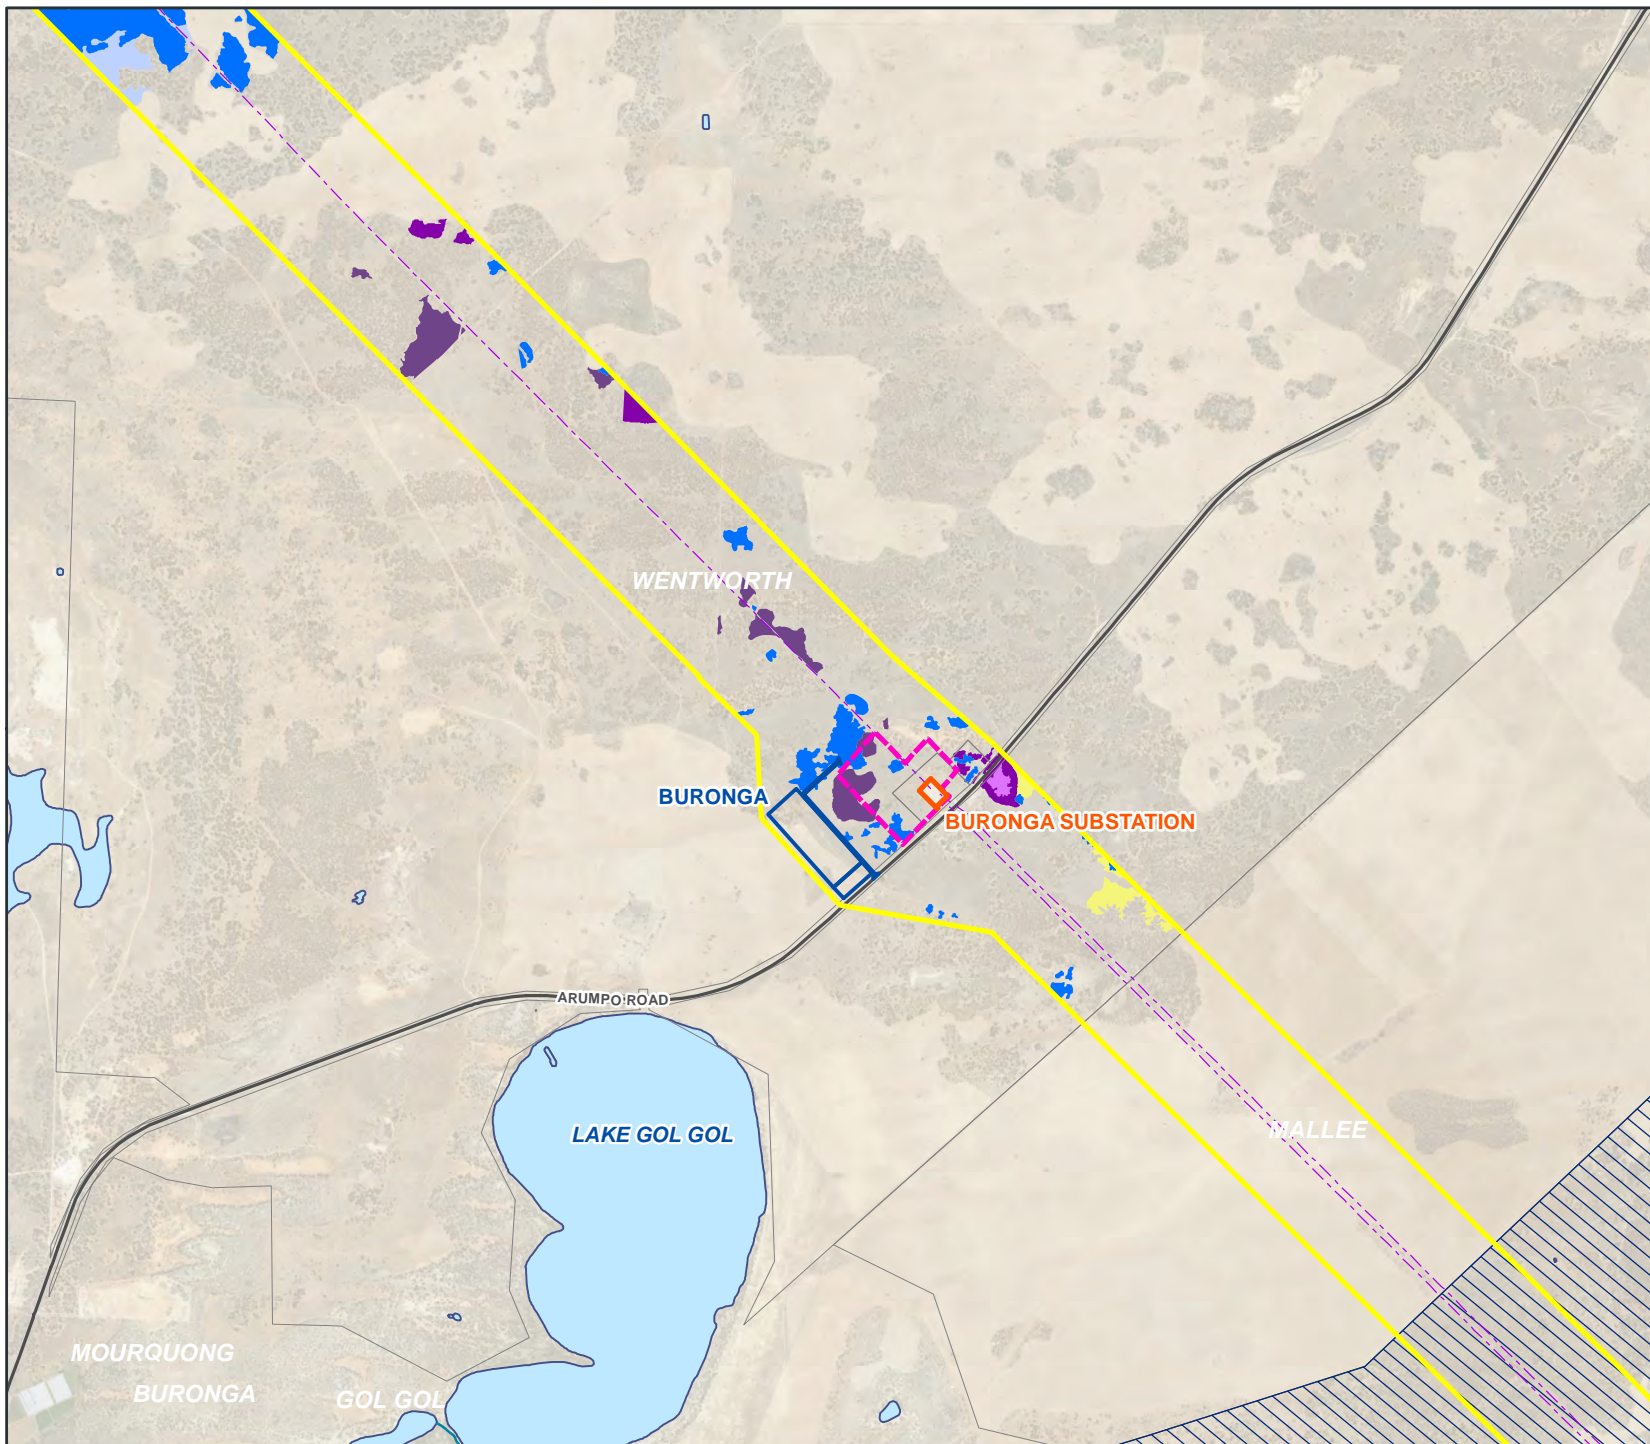 WENTWORTH
BURONGA
BURONGA SUBSTATION
ARUMPO ROAD
LAKE GOL GOL
MALLEE
MOURQUONG
BURONGA
GOL GOL